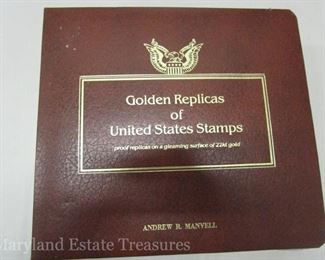 Golden Replicas
of
United States Stamps
proof replicas on a gleaming surface of 22kt gold
ANDREW R. MANVELL
Maryland Estate Treasures